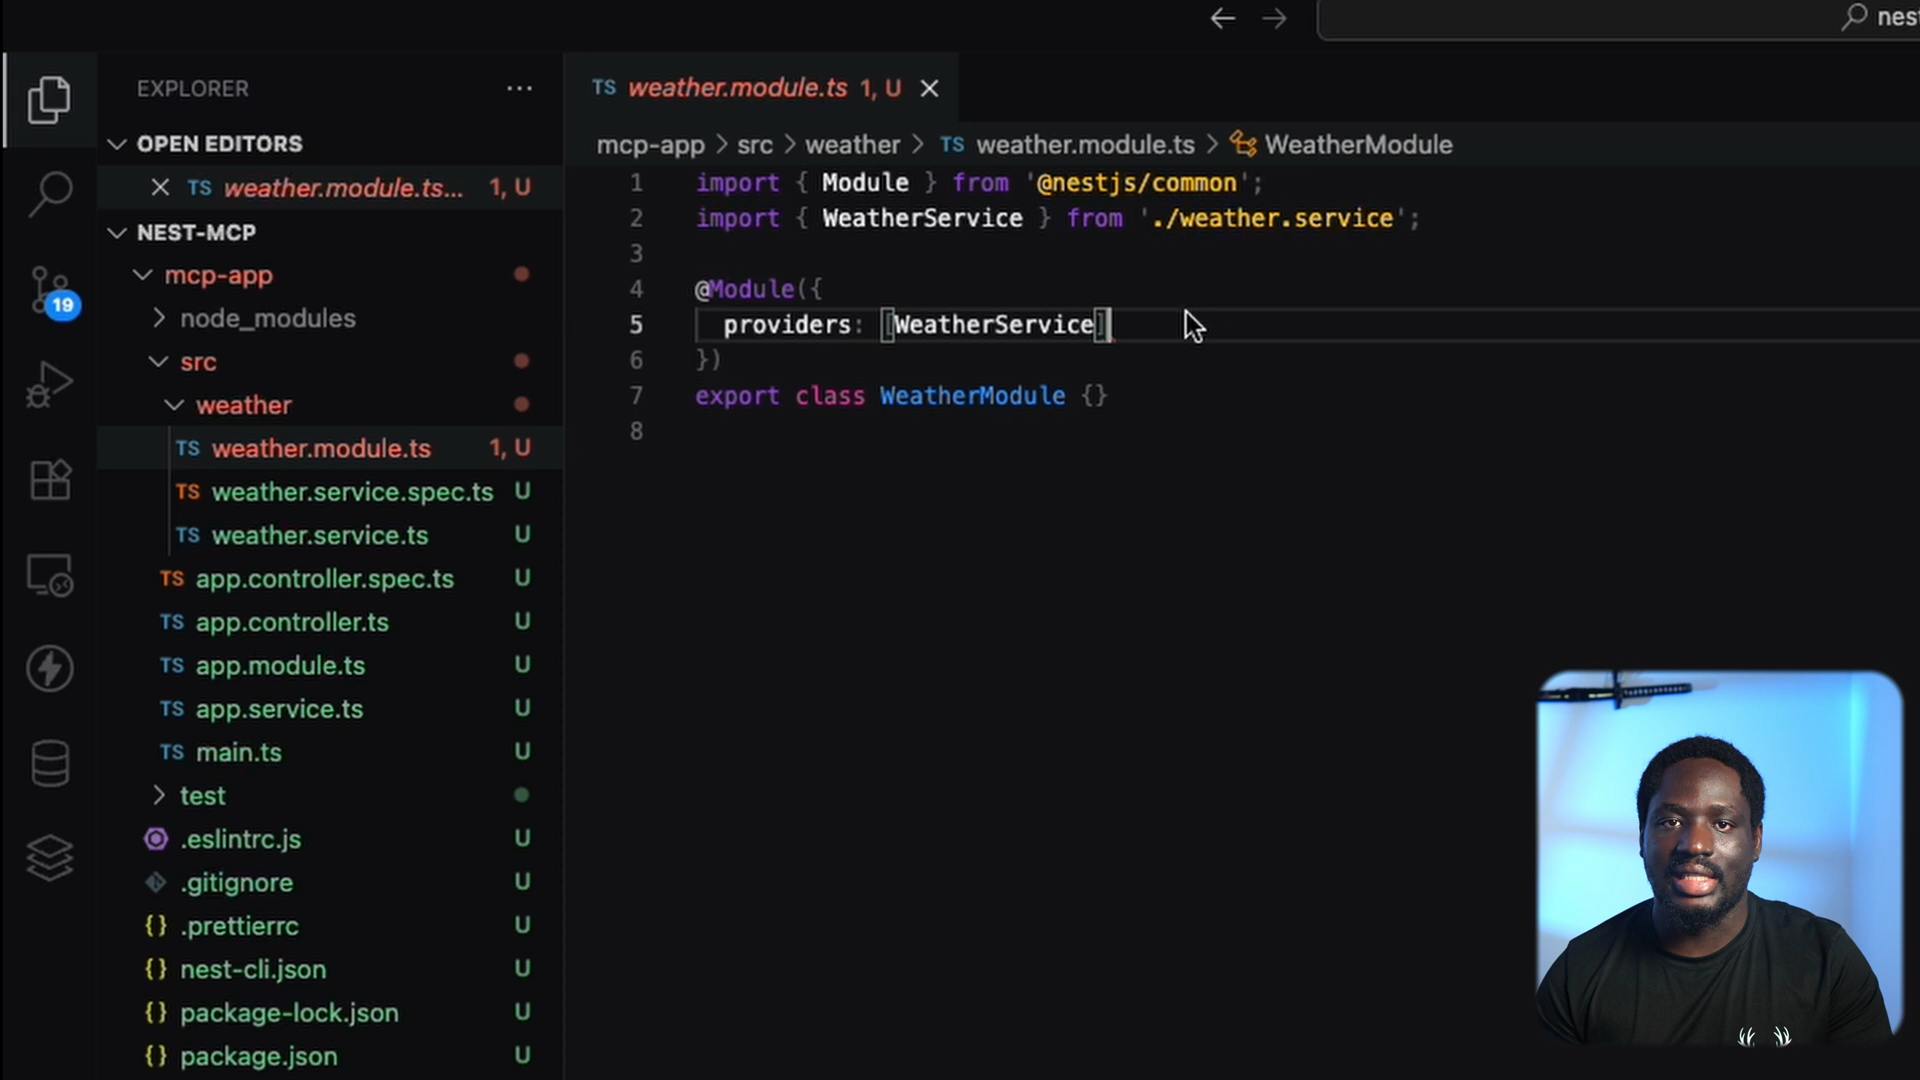 nest
EXPLORER
TS weather.module.ts 1, U
OPEN EDITORS
TS weather.module.ts... 1, U
NEST-MCP
mcp-app
node_modules
src
weather
TS weather.module.ts 1, U
TS weather.service.spec.ts U
TS weather.service.ts U
TS app.controller.spec.ts U
TS app.controller.ts U
TS app.module.ts U
TS app.service.ts U
TS main.ts U
test
.eslintrc.js U
.gitignore U
{} .prettierrc U
{} nest-cli.json U
{} package-lock.json U
{} package.json U
19
mcp-app > src > weather > TS weather.module.ts > WeatherModule
1 import { Module } from '@nestjs/common';
2 import { WeatherService } from './weather.service';
3
4 @Module({
5 providers: [WeatherService]
6 })
7 export class WeatherModule {}
8